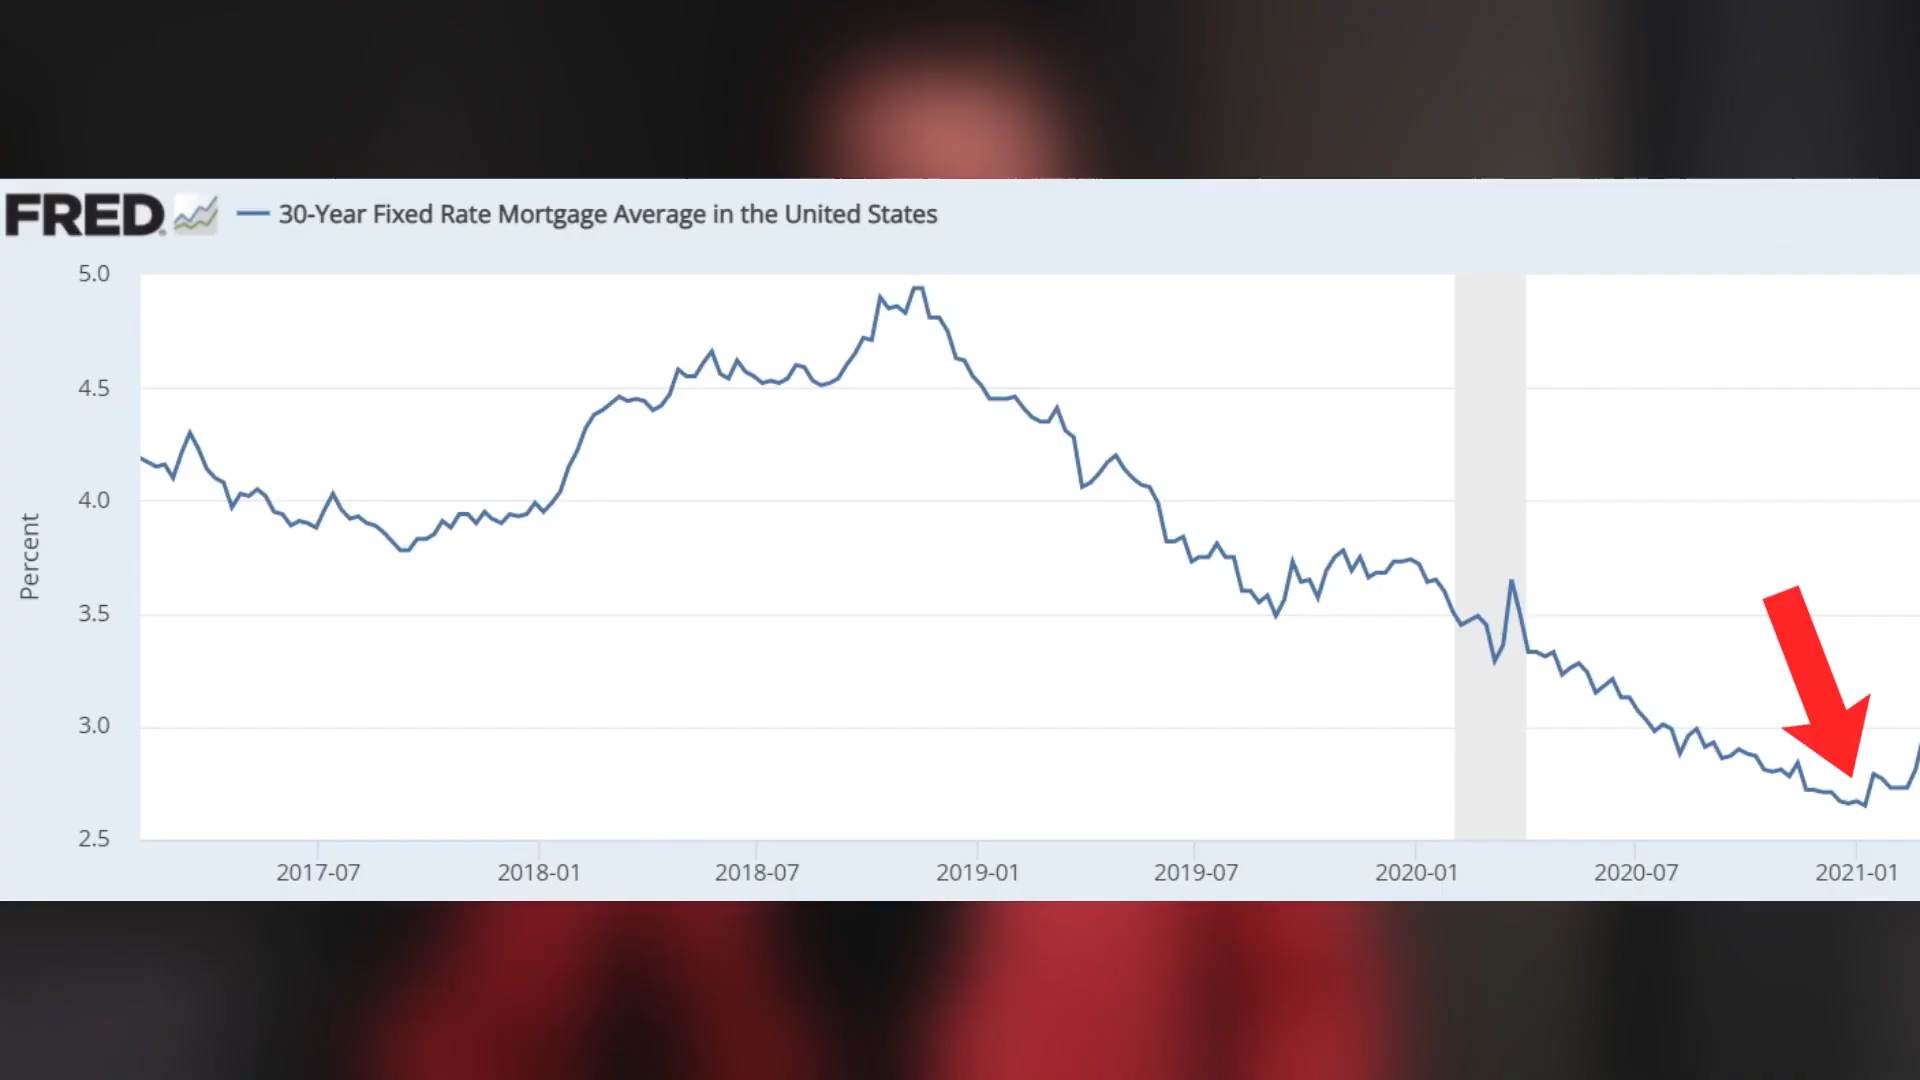 FRED 30-Year Fixed Rate Mortgage Average in the United States
5.0
4.5
4.0
3.5
3.0
2.5
Percent
2017-07 2018-01 2018-07 2019-01 2019-07 2020-01 2020-07 2021-01